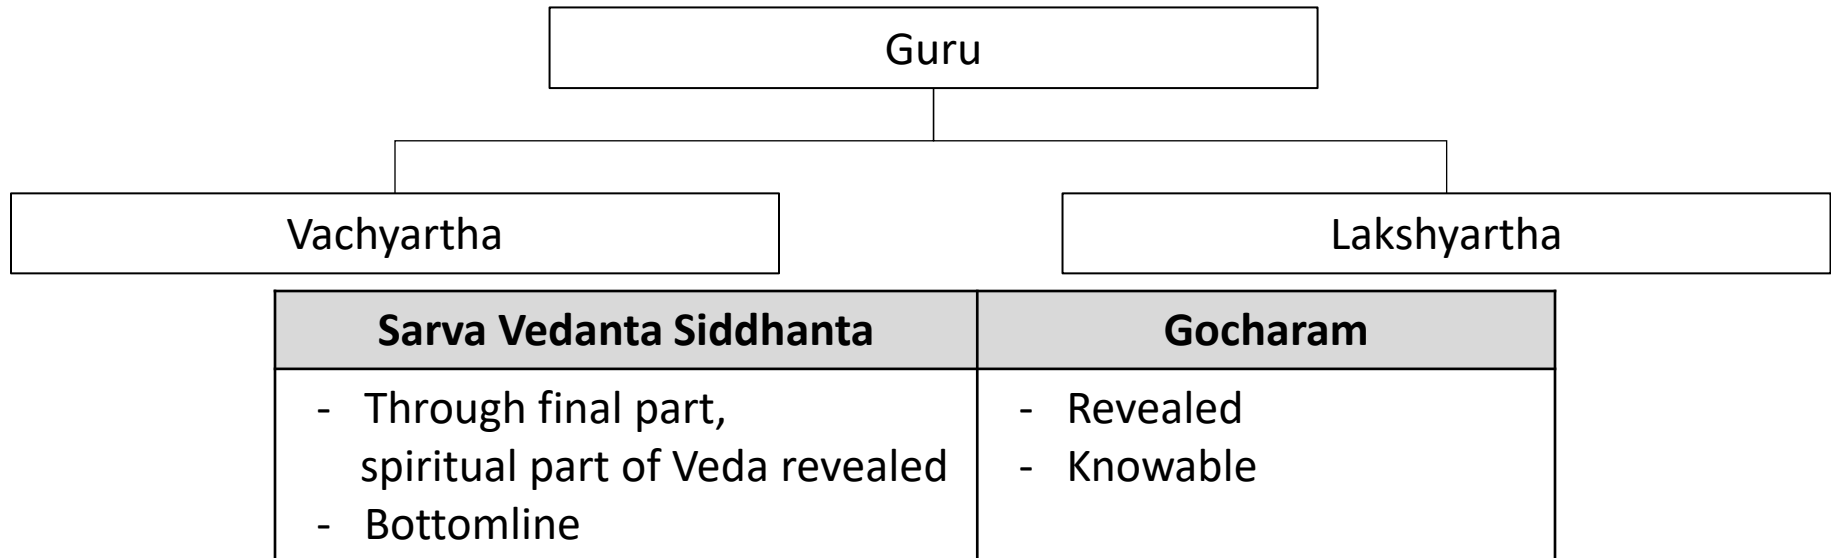 Guru
Vachyartha
Lakshyartha
Sarva Vedanta Siddhanta
Gocharam
- Through final part,
spiritual part of Veda revealed
- Bottomline
- Revealed
- Knowable